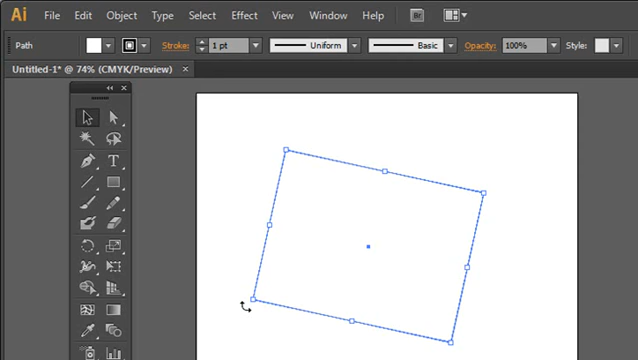 Ai File Edit Object Type Select Effect View Window Help Br
Path Stroke: 1 pt Uniform Basic Opacity: 100% Style:
Untitled-1* @ 74% (CMYK/Preview) ×
T